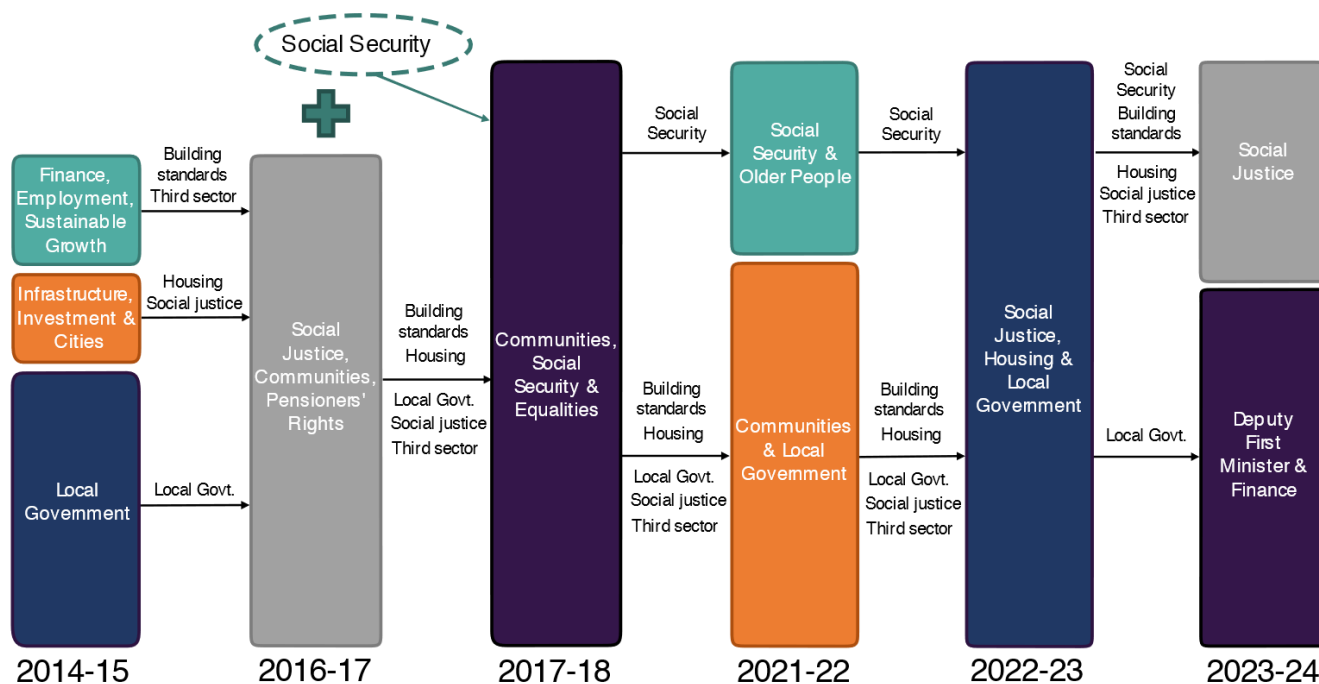 Social Security
Finance,
Employment,
Sustainable
Growth
Infrastructure,
Investment &
Cities
Local
Government
Building
standards
Third sector
Housing
Social justice
Local Govt.
Social
Justice,
Communities,
Pensioners'
Rights
Building
standards
Housing
Local Govt.
Social justice
Third sector
Communities,
Social
Security &
Equalities
Social
Security
Building
standards
Housing
Local Govt.
Social justice
Third sector
Social
Security &
Older People
Communities
& Local
Government
Social
Security
Building
standards
Housing
Local Govt.
Social justice
Third sector
Social
Justice,
Housing &
Local
Government
Social
Security
Building
standards
Housing
Social justice
Third sector
Local Govt.
Social
Justice
Deputy
First
Minister &
Finance
2014-15
2016-17
2017-18
2021-22
2022-23
2023-24